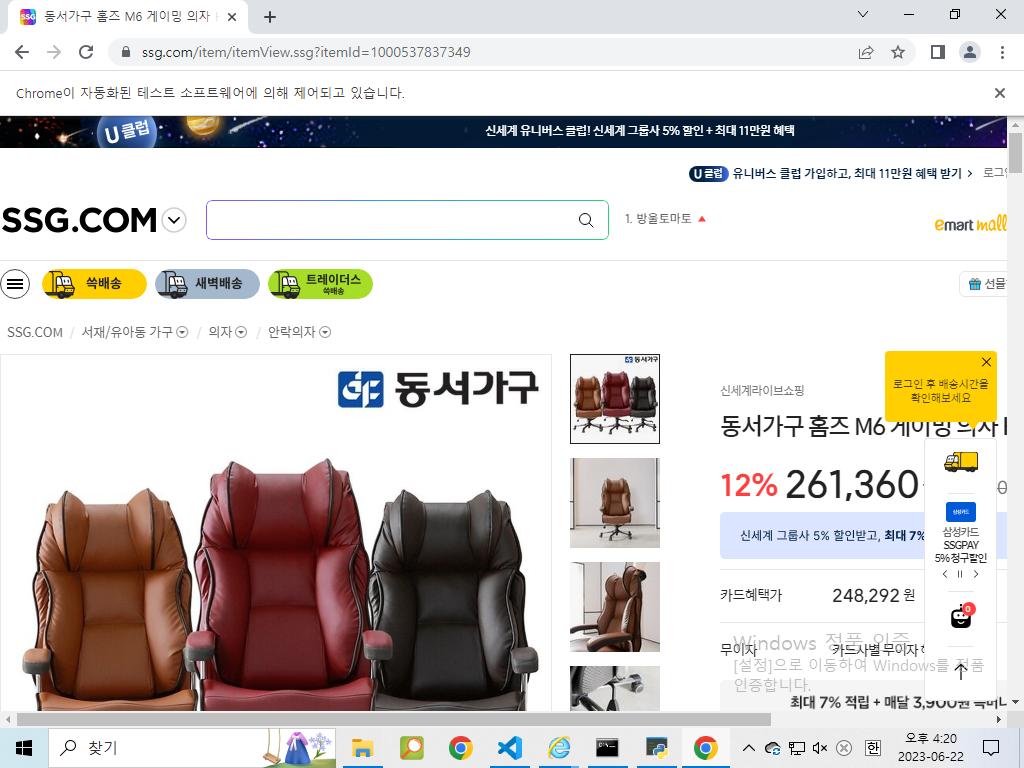 SSG
동서가구 홈즈 M6 게이밍 의자
ssg.com/item/itemView.ssg?itemId=1000537837349
Chrome이 자동화된 테스트 소프트웨어에 의해 제어되고 있습니다.
U 클럽
신세계 유니버스 클럽! 신세계 그룹사 5% 할인 + 최대 11만원 혜택
U 클럽 유니버스 클럽 가입하고, 최대 11만원 혜택 받기 >
SSG.COM
1. 방울토마토
emart mall
쓱배송
새벽배송
트레이더스
쓱배송
선물
SSG.COM / 서재/유아동 가구 / 의자 / 안락의자
동서가구
동서가구
신세계라이브쇼핑
동서가구 홈즈 M6 게이밍 의자
로그인 후 배송시간을
확인해보세요
12% 261,360
신세계 그룹사 5% 할인받고, 최대 7%
삼성카드
삼성카드
SSGPAY
5% 청구할인
카드혜택가 248,292 원
0
무이자 카드사별 무이자
Windows 정품 인증
[설정]으로 이동하여 Windows를 정품
인증합니다.
최대 7% 적립 + 매달 3,900원
찾기
오후 4:20
2023-06-22
한